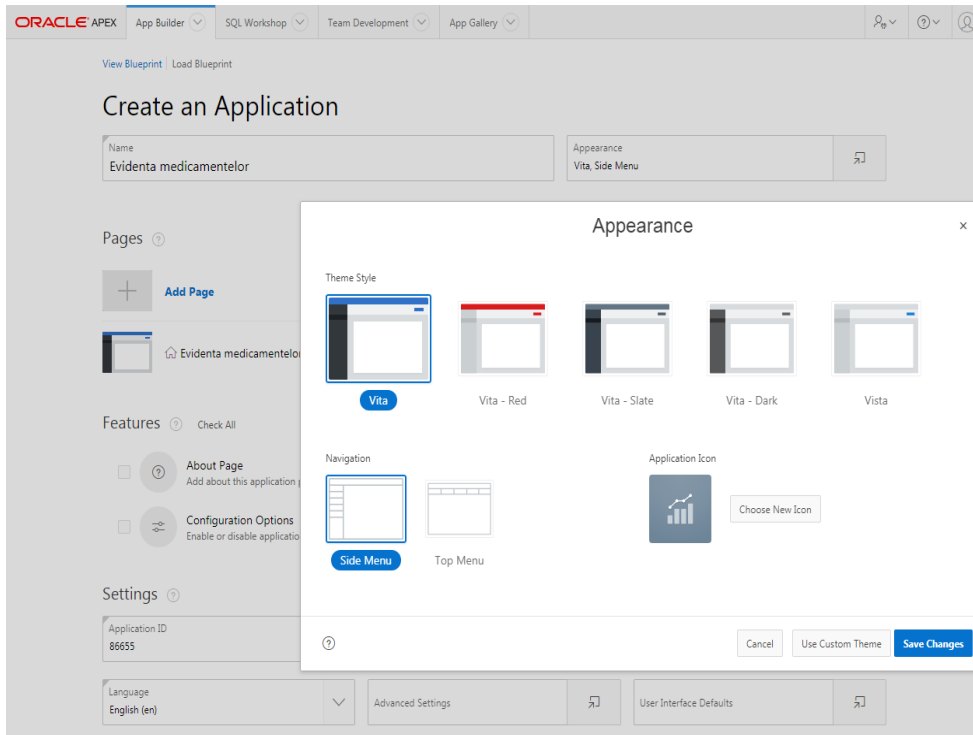 ORACLE APEX App Builder SQL Workshop Team Development App Gallery
View Blueprint Load Blueprint
Create an Application
Name
Evidenta medicamentelor
Appearance
Vita, Side Menu
Pages
Add Page
Evidenta medicamentelor
Features Check All
About Page
Add about this application
Configuration Options
Enable or disable applicatio
Settings
Application ID
86655
Language
English (en)
Advanced Settings
User Interface Defaults
Appearance
Theme Style
Vita
Vita - Red
Vita - Slate
Vita - Dark
Vista
Navigation
Side Menu
Top Menu
Application Icon
Choose New Icon
Cancel
Use Custom Theme
Save Changes